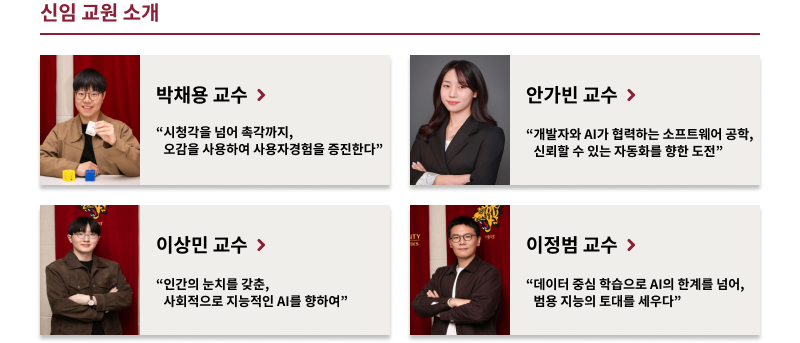 신임 교원 소개
박채용 교수
“시청각을 넘어 촉각까지,
오감을 사용하여 사용자경험을 증진한다”
안가빈 교수
“개발자와 AI가 협력하는 소프트웨어 공학,
신뢰할 수 있는 자동화를 향한 도전”
이상민 교수
“인간의 눈치를 갖춘,
사회적으로 지능적인 AI를 향하여”
이정범 교수
“데이터 중심 학습으로 AI의 한계를 넘어,
범용 지능의 토대를 세우다”